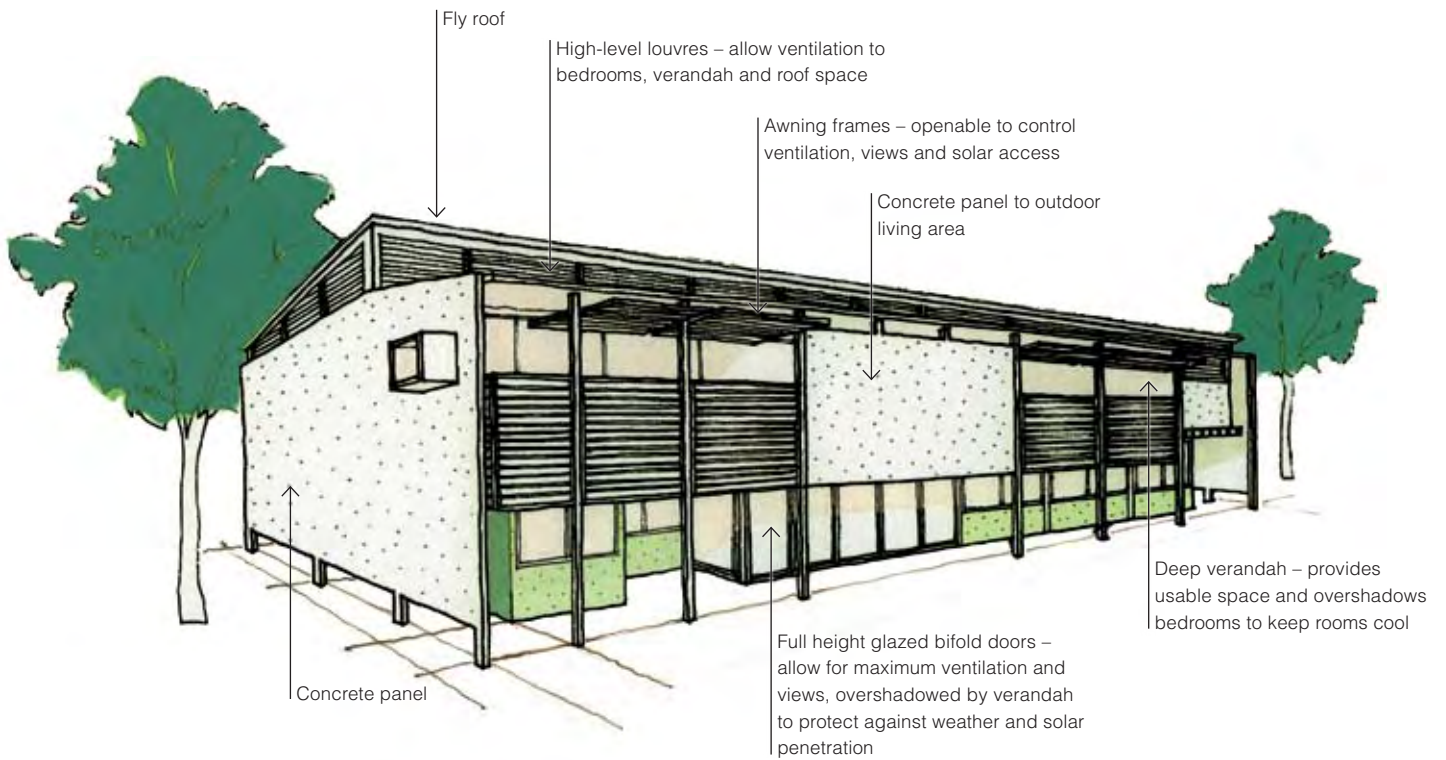 Fly roof
High-level louvres – allow ventilation to
bedrooms, verandah and roof space
Awning frames – openable to control
ventilation, views and solar access
Concrete panel to outdoor
living area
Deep verandah – provides
usable space and overshadows
bedrooms to keep rooms cool
Full height glazed bifold doors –
allow for maximum ventilation and
views, overshadowed by verandah
to protect against weather and solar
penetration
Concrete panel